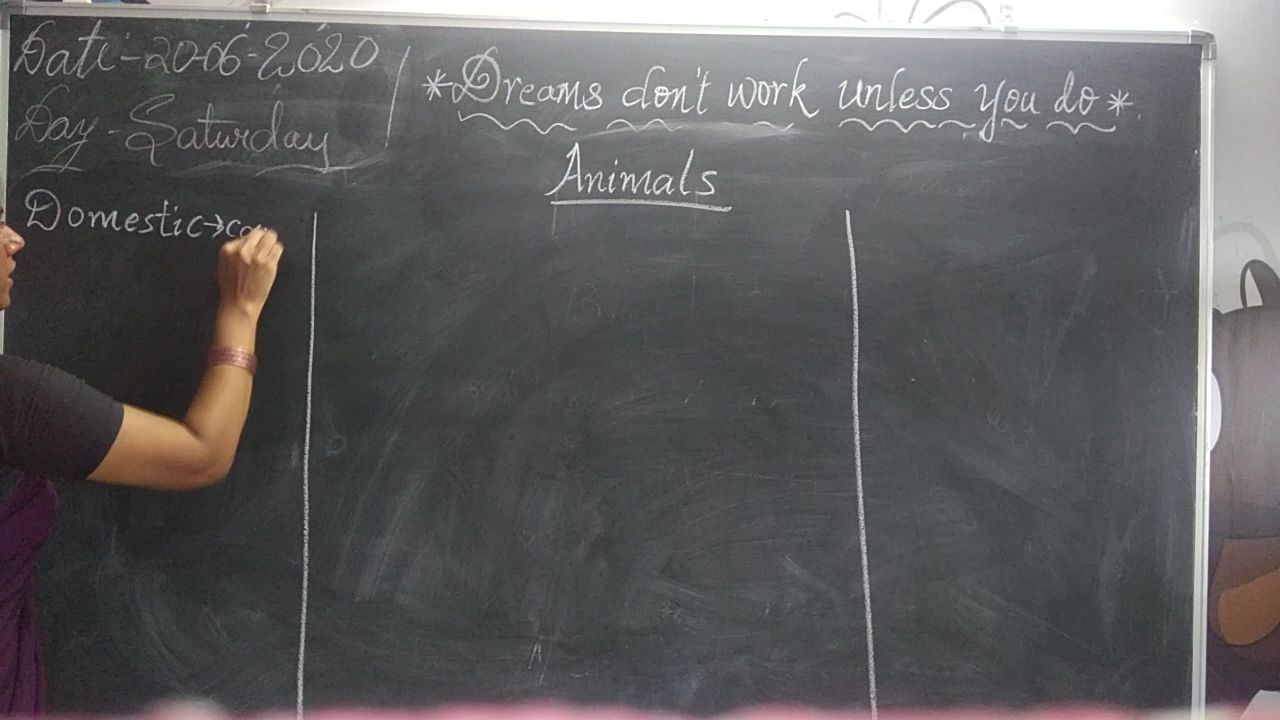 Date:-20-06-2020
Day-Saturday
*Dreams don't work unless you do*
Animals
Domestic→